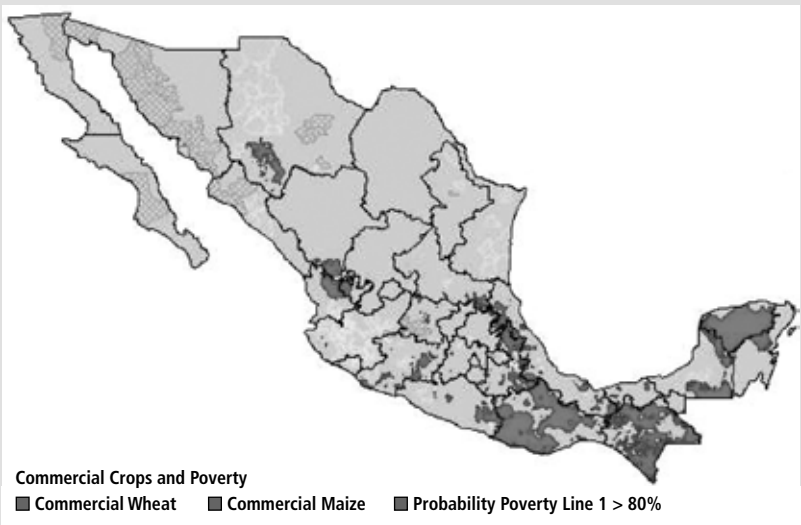 Commercial Crops and Poverty
Commercial Wheat Commercial Maize Probability Poverty Line 1 > 80%